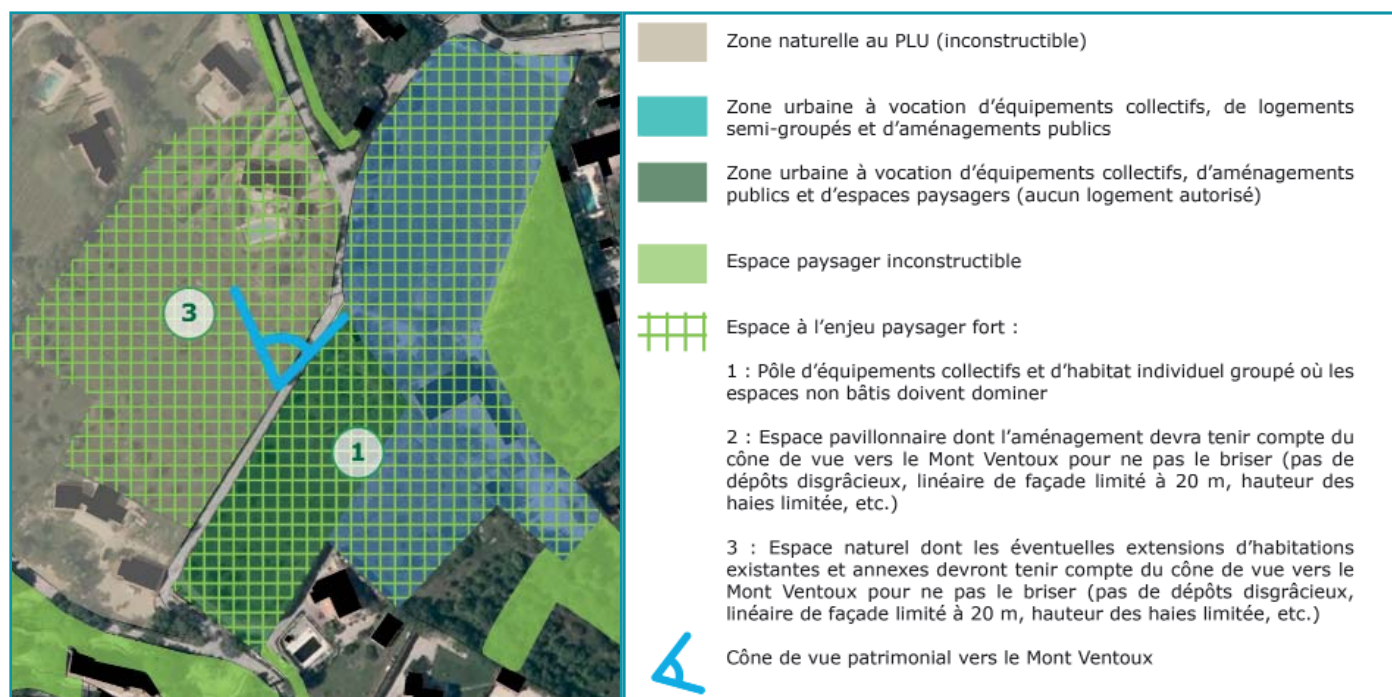 3
1
Zone naturelle au PLU (inconstructible)
Zone urbaine à vocation d'équipements collectifs, de logements
semi-groupés et d'aménagements publics
Zone urbaine à vocation d'équipements collectifs, d'aménagements
publics et d'espaces paysagers (aucun logement autorisé)
Espace paysager inconstructible
Espace à l'enjeu paysager fort :
1 : Pôle d'équipements collectifs et d'habitat individuel groupé où les
espaces non bâtis doivent dominer
2 : Espace pavillonnaire dont l'aménagement devra tenir compte du
cône de vue vers le Mont Ventoux pour ne pas le briser (pas de
dépôts disgrâcieux, linéaire de façade limité à 20 m, hauteur des
haies limitée, etc.)
3 : Espace naturel dont les éventuelles extensions d'habitations
existantes et annexes devront tenir compte du cône de vue vers le
Mont Ventoux pour ne pas le briser (pas de dépôts disgrâcieux,
linéaire de façade limité à 20 m, hauteur des haies limitée, etc.)
Cône de vue patrimonial vers le Mont Ventoux